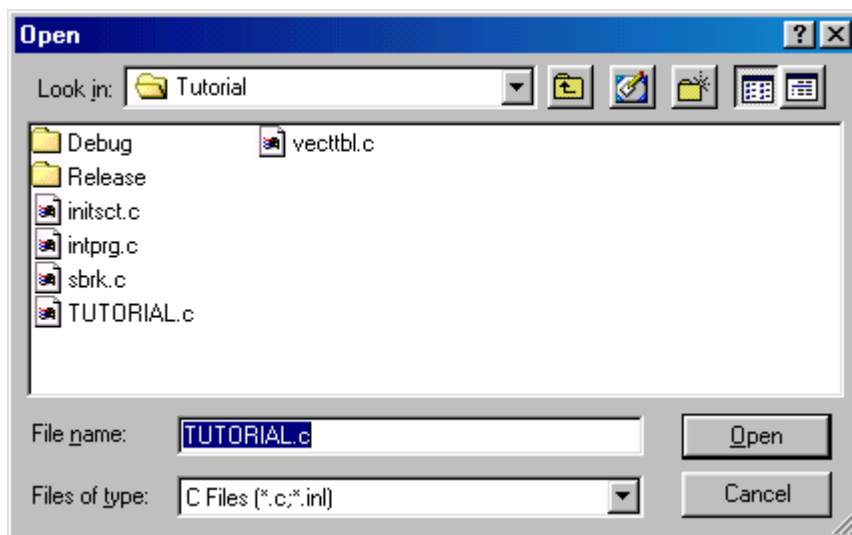 Open
Look in: Tutorial
Debug vecttbl.c
Release
initsct.c
intprg.c
sbrk.c
TUTORIAL.c
File name: TUTORIAL.c Open
Files of type: C Files (*.c;*.inl) Cancel